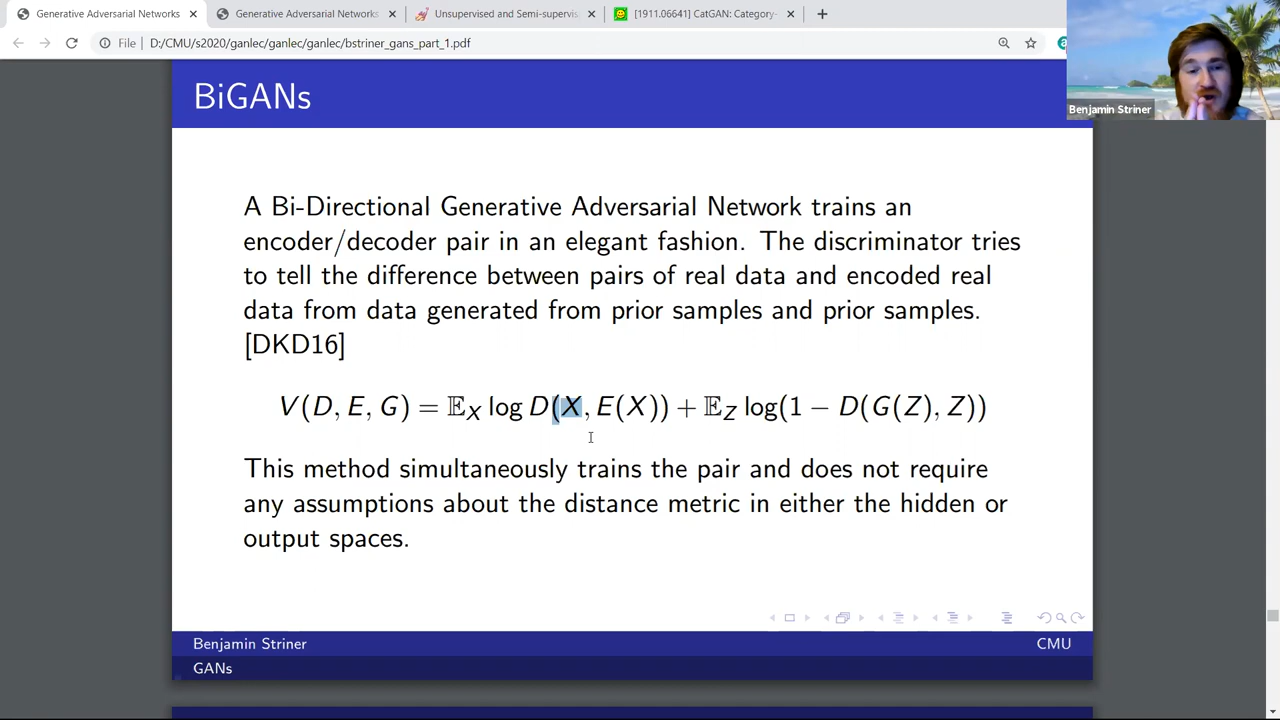 Generative Adversarial Networks
Generative Adversarial Networks
Unsupervised and Semi-supervis
[1911.06641] CatGAN: Category-
File
D:/CMU/s2020/ganlec/ganlec/ganlec/bstriner_gans_part_1.pdf
Benjamin Striner
BiGANs
A Bi-Directional Generative Adversarial Network trains an
encoder/decoder pair in an elegant fashion. The discriminator tries
to tell the difference between pairs of real data and encoded real
data from data generated from prior samples and prior samples.
[DKD16]
V(D, E, G) = 𝔼_X log D(X, E(X)) + 𝔼_Z log(1 − D(G(Z), Z))
This method simultaneously trains the pair and does not require
any assumptions about the distance metric in either the hidden or
output spaces.
Benjamin Striner
CMU
GANs